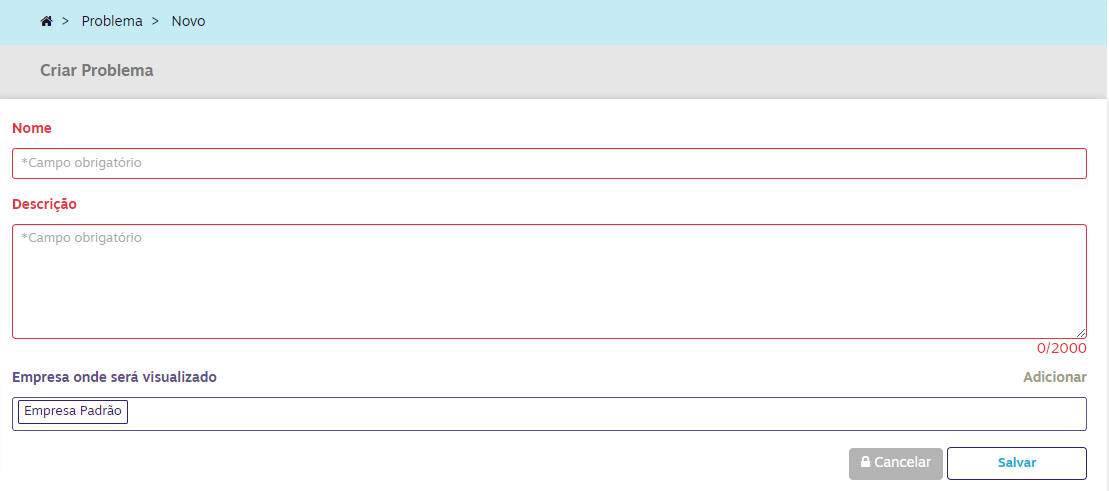 > Problema > Novo
Criar Problema
Nome
*Campo obrigatório
Descrição
*Campo obrigatório
0/2000
Empresa onde será visualizado Adicionar
Empresa Padrão
Cancelar Salvar